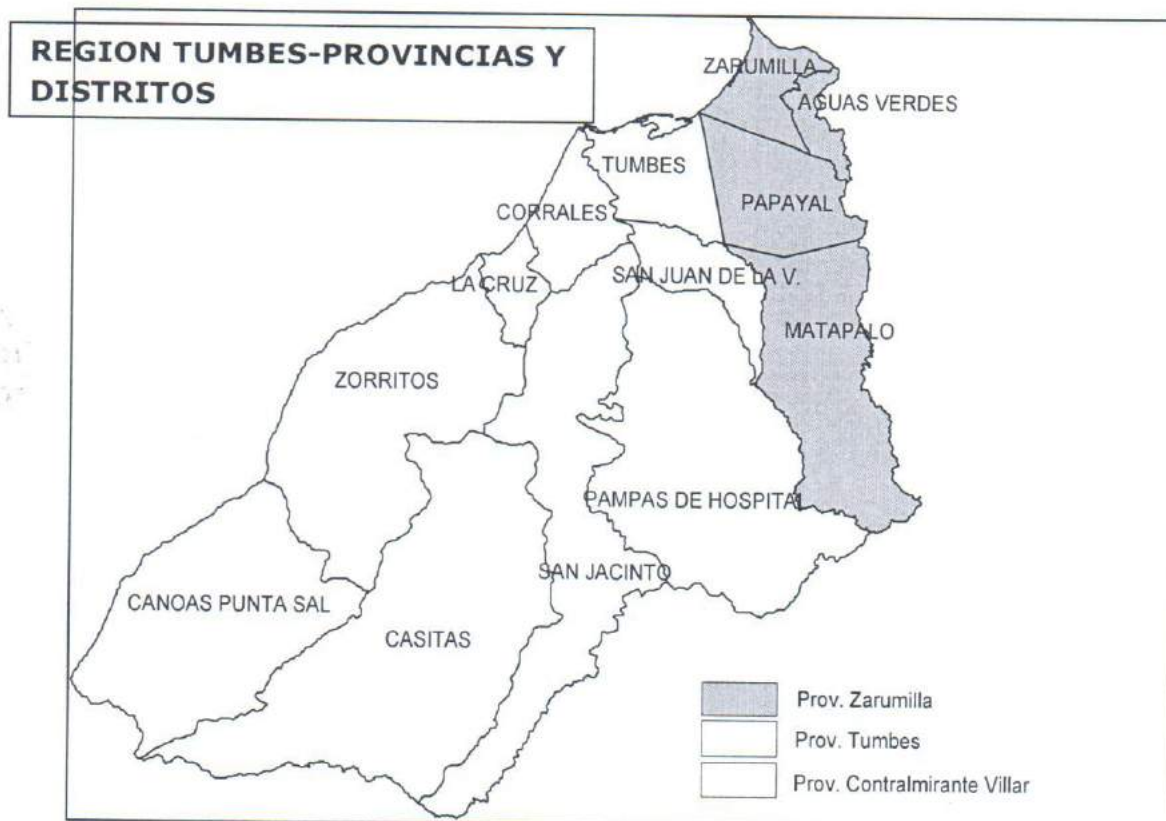 REGION TUMBES-PROVINCIAS Y
DISTRITOS
ZARUMILLA
AGUAS VERDES
TUMBES
PAPAYAL
CORRALES
LA CRUZ
SAN JUAN DE LA V.
MATAPALO
ZORRITOS
PAMPAS DE HOSPITAL
SAN JACINTO
CANOAS PUNTA SAL
CASITAS
Prov. Zarumilla
Prov. Tumbes
Prov. Contralmirante Villar